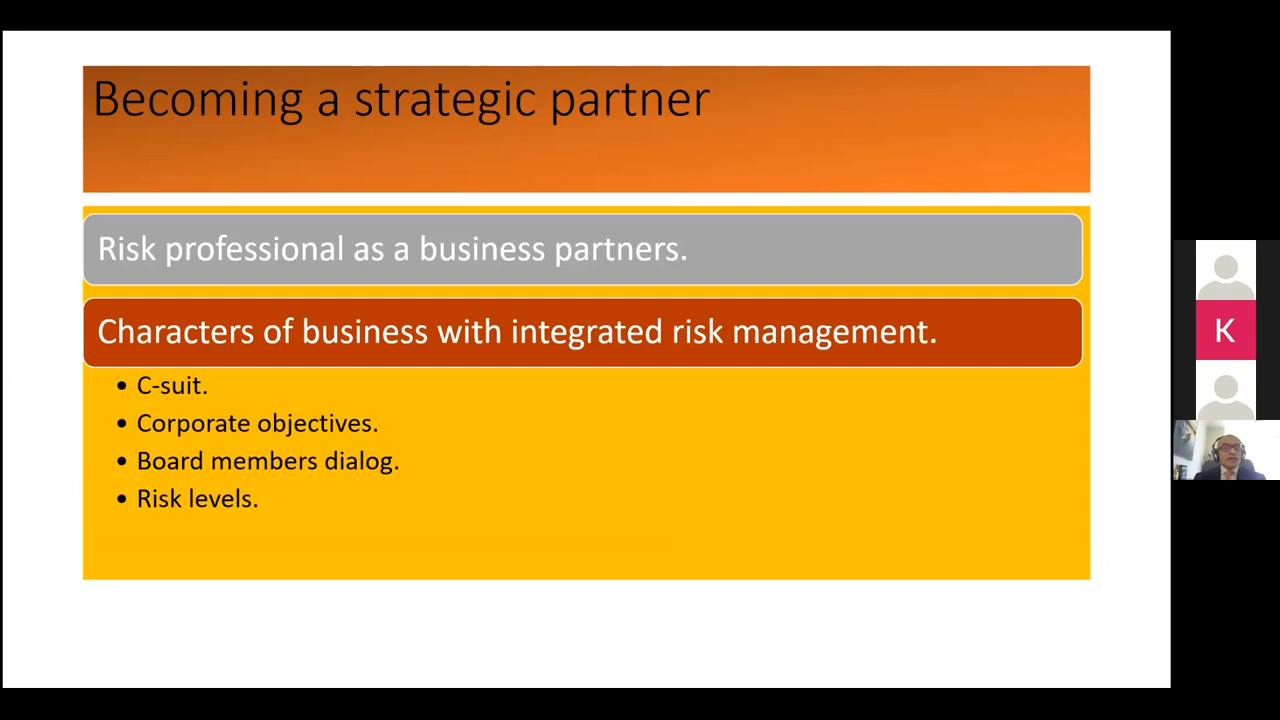 Becoming a strategic partner
Risk professional as a business partners.
Characters of business with integrated risk management.
• C-suit.
• Corporate objectives.
• Board members dialog.
• Risk levels.
K